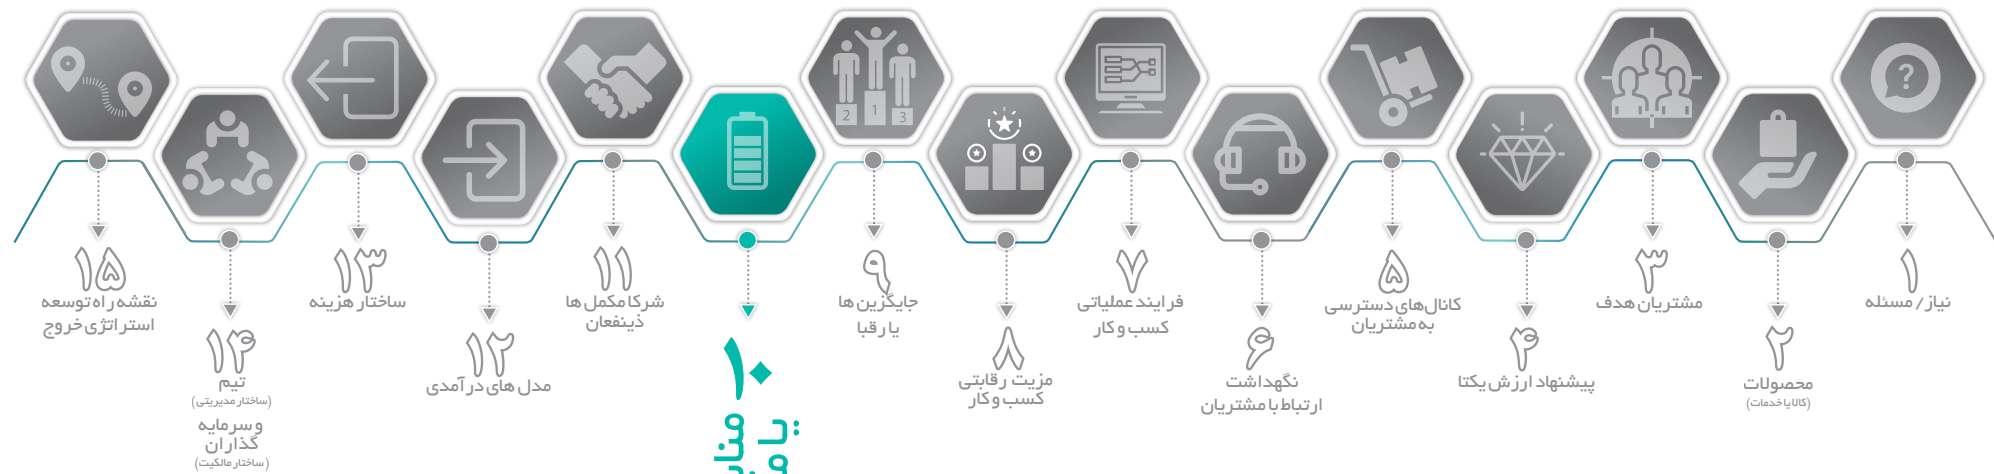 ۱
نیاز/ مسئله
۲
محصولات
(کالا یا خدمات)
۳
مشتریان هدف
۴
پیشنهاد ارزش یکتا
۵
کانال‌های دسترسی
به مشتریان
۶
نگهداشت
ارتباط با مشتریان
۷
فرایند عملیاتی
کسب و کار
۸
مزیت رقابتی
کسب و کار
۹
جایگزین ها
یا رقبا
2 1 3
۱۰
۱۱
شرکا مکمل ها
ذینفعان
۱۲
مدل های درآمدی
۱۳
ساختار هزینه
۱۴
تیم
(ساختار مدیریتی)
و سرمایه
گذاران
(ساختار مالکیت)
۱۵
نقشه راه توسعه
استراتژی خروج
?